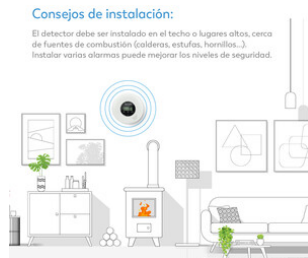 Consejos de instalación:
El detector debe ser instalado en el techo o lugares altos, cerca
de fuentes de combustión (calderas, estufas, hornillos...).
Instalar varias alarmas puede mejorar los niveles de seguridad.